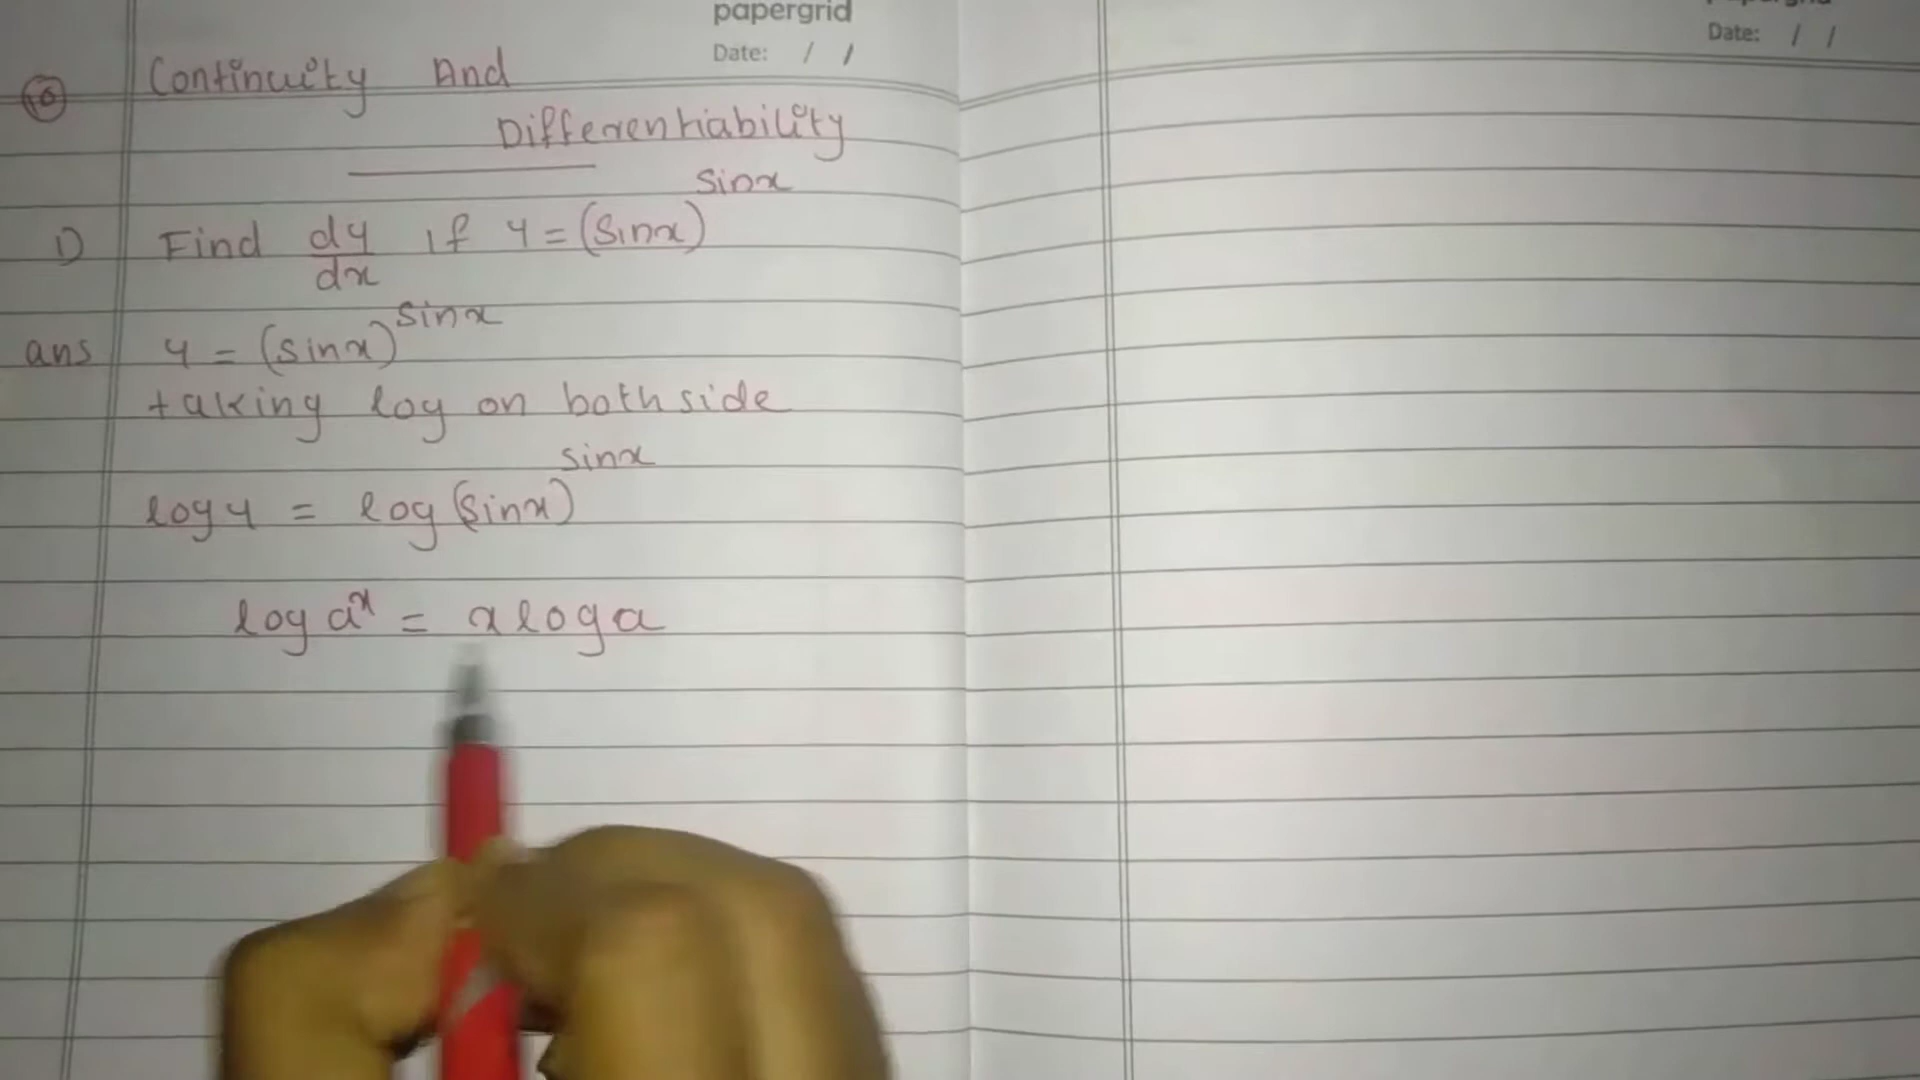 papergrid
Date: / /
Date: / /
Continuity And
Differentiability
1) Find dy/dx if y = (sinx)^sinx
ans y = (sinx)^sinx
taking log on both side
log y = log (sinx)^sinx
log a^x = x log a